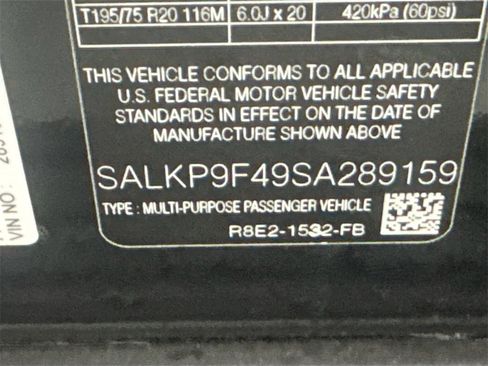 T195/75 R20 116M 6.0J x 20 420kPa (60psi)
THIS VEHICLE CONFORMS TO ALL APPLICABLE
U.S. FEDERAL MOTOR VEHICLE SAFETY
STANDARDS IN EFFECT ON THE DATE OF
MANUFACTURE SHOWN ABOVE
SALKP9F49SA289159
TYPE : MULTI-PURPOSE PASSENGER VEHICLE
R8E2-1532-FB
VIN NO :